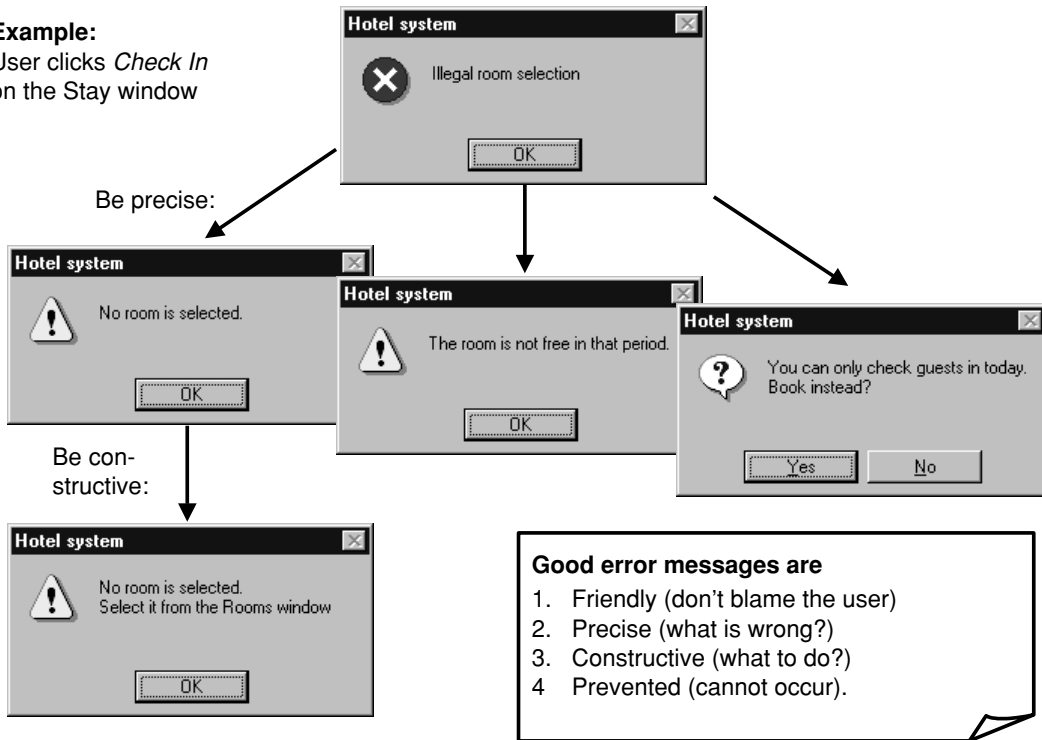 Example:
User clicks Check In
on the Stay window
Hotel system
Illegal room selection
OK
Be precise:
Hotel system
No room is selected.
OK
Hotel system
The room is not free in that period.
OK
Hotel system
You can only check guests in today.
Book instead?
Yes No
Be con-
structive:
Hotel system
No room is selected.
Select it from the Rooms window
OK
Good error messages are
1. Friendly (don't blame the user)
2. Precise (what is wrong?)
3. Constructive (what to do?)
4 Prevented (cannot occur).